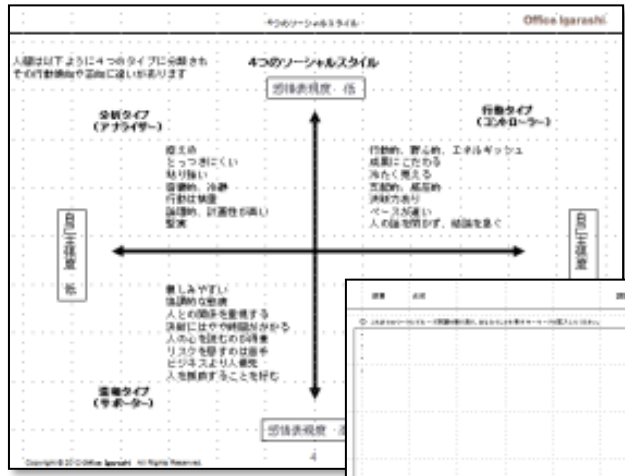 4つのソーシャルスタイル
Office Igarashi
人間は以下ように4つのタイプに分類され
その行動傾向や志向に違いがあります
4つのソーシャルスタイル
感情表現度 低
分析タイプ
(アナライザー)
行動タイプ
(コントローラー)
控えめ
とっつきにくい
粘り強い
客観的、冷静
行動は慎重
論理的、計画性が高い
堅実
行動的、野心的、エネルギッシュ
成果にこだわる
冷たく見える
支配的、威圧的
決断力あり
ペースが速い
人の話を聞かず、結論を急ぐ
自己主張度 低
自己主張度
親しみやすい
協調的な態度
人との関係を重視する
決断にはやや時間がかかる
人の心を読むのが得意
リスクを冒すのは苦手
ビジネスより人優先
人を援助することを好む
温和タイプ
(サポーター)
感情表現度
4
Copyright © 2012 Office Igarashi All Rights Reserved.